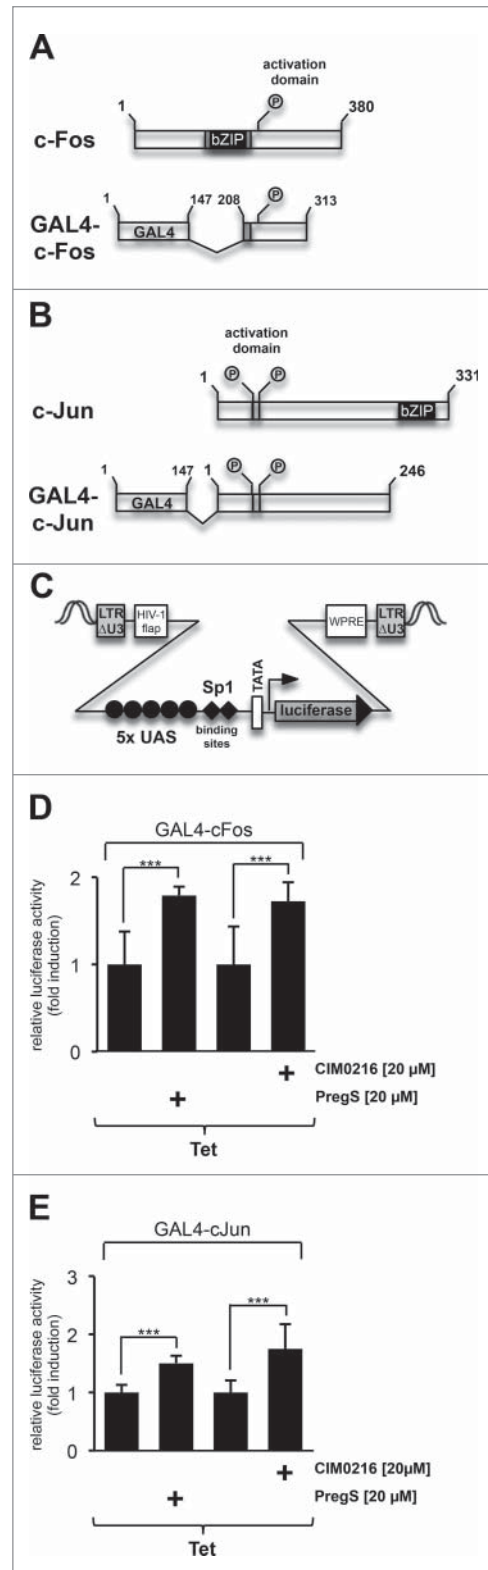 A
activation
domain
1
P
380
c-Fos
bZIP
1
147
208
P
313
GAL4-
c-Fos
GAL4
B
activation
domain
1
P
P
331
c-Jun
bZIP
1
147
1
P
P
246
GAL4-
c-Jun
GAL4
C
LTR
ΔU3
HIV-1
flap
WPRE
LTR
ΔU3
Sp1
TATA
luciferase
5x UAS
binding
sites
D
GAL4-cFos
relative luciferase activity
(fold induction)
2
1
0
***
***
+ CIM0216 [20 µM]
+ PregS [20 µM]
Tet
E
GAL4-cJun
relative luciferase activity
(fold induction)
3
2
1
0
***
***
+ CIM0216 [20µM]
+ PregS [20 µM]
Tet